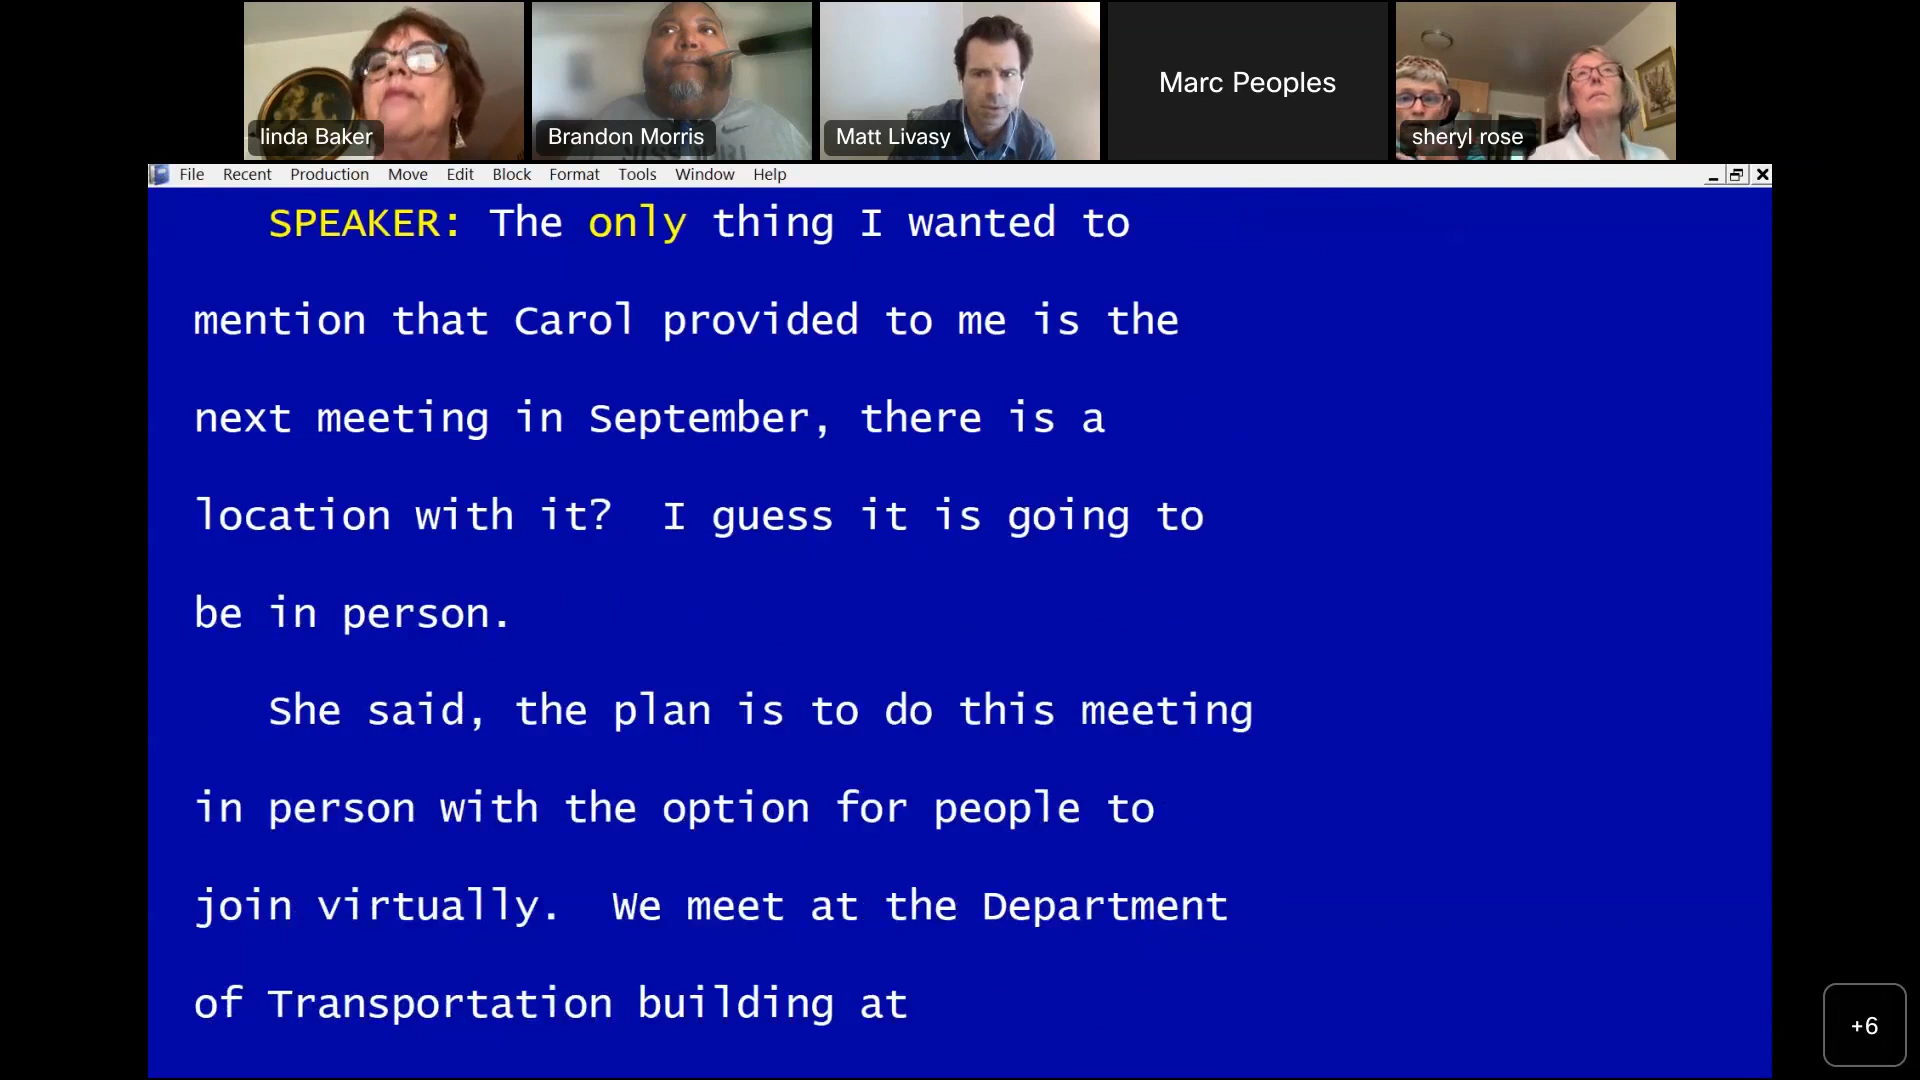 linda Baker
Brandon Morris
Matt Livasy
Marc Peoples
sheryl rose
File Recent Production Move Edit Block Format Tools Window Help
SPEAKER: The only thing I wanted to
mention that Carol provided to me is the
next meeting in September, there is a
location with it?  I guess it is going to
be in person.
She said, the plan is to do this meeting
in person with the option for people to
join virtually.  We meet at the Department
of Transportation building at
+6